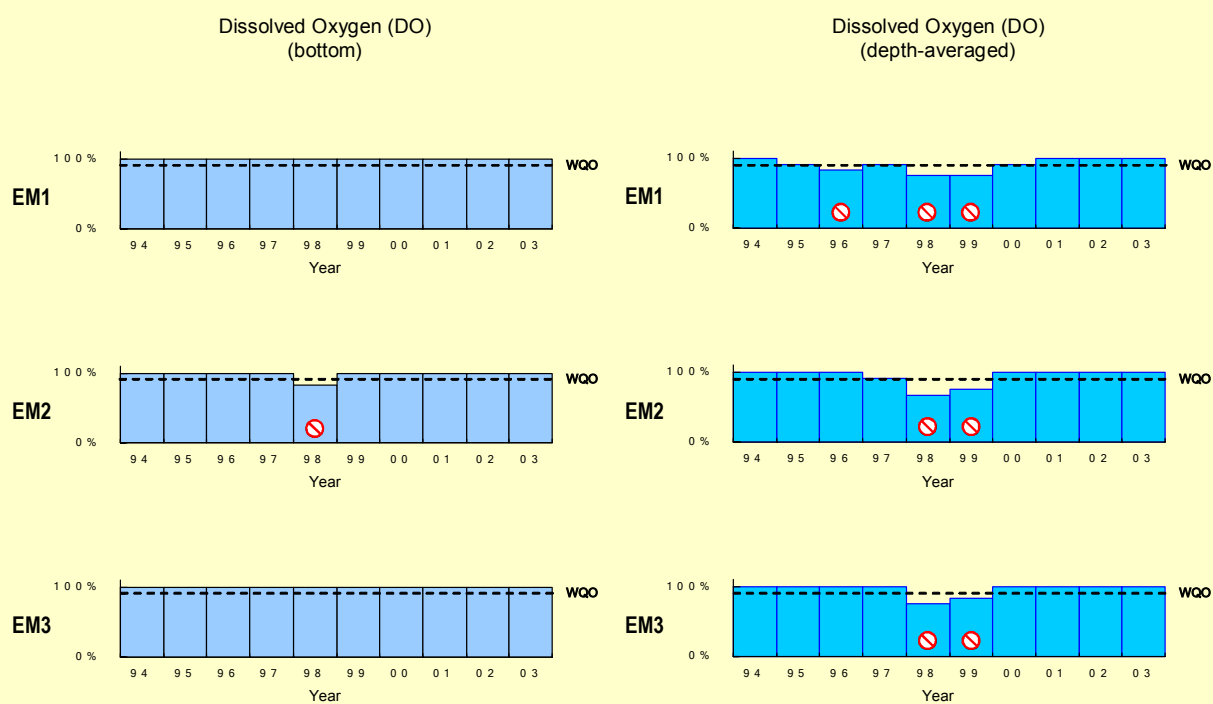 Dissolved Oxygen (DO)
(bottom)
100%
WQO
EM1
0%
94 95 96 97 98 99 00 01 02 03
Year
100%
WQO
EM2
0%
94 95 96 97 98 99 00 01 02 03
Year
100%
WQO
EM3
0%
94 95 96 97 98 99 00 01 02 03
Year
Dissolved Oxygen (DO)
(depth-averaged)
100%
WQO
EM1
0%
94 95 96 97 98 99 00 01 02 03
Year
100%
WQO
EM2
0%
94 95 96 97 98 99 00 01 02 03
Year
100%
WQO
EM3
0%
94 95 96 97 98 99 00 01 02 03
Year